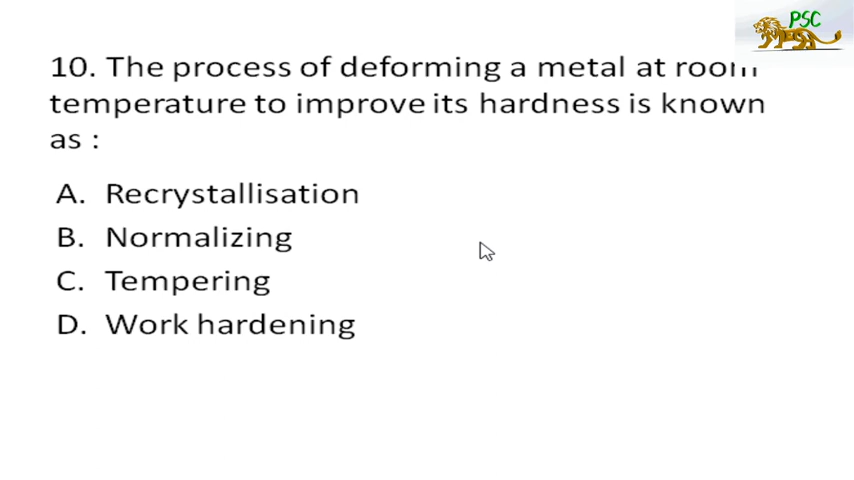 PSC
10. The process of deforming a metal at room
temperature to improve its hardness is known
as :
A. Recrystallisation
B. Normalizing
C. Tempering
D. Work hardening